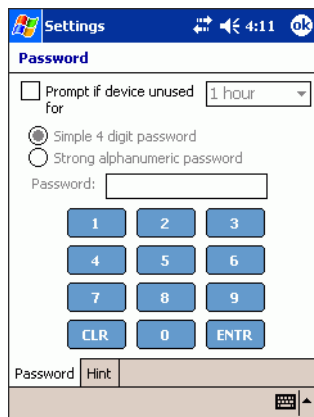 Settings 4:11 ok
Password
Prompt if device unused 1 hour
for
Simple 4 digit password
Strong alphanumeric password
Password:
1 2 3
4 5 6
7 8 9
CLR 0 ENTR
Password Hint